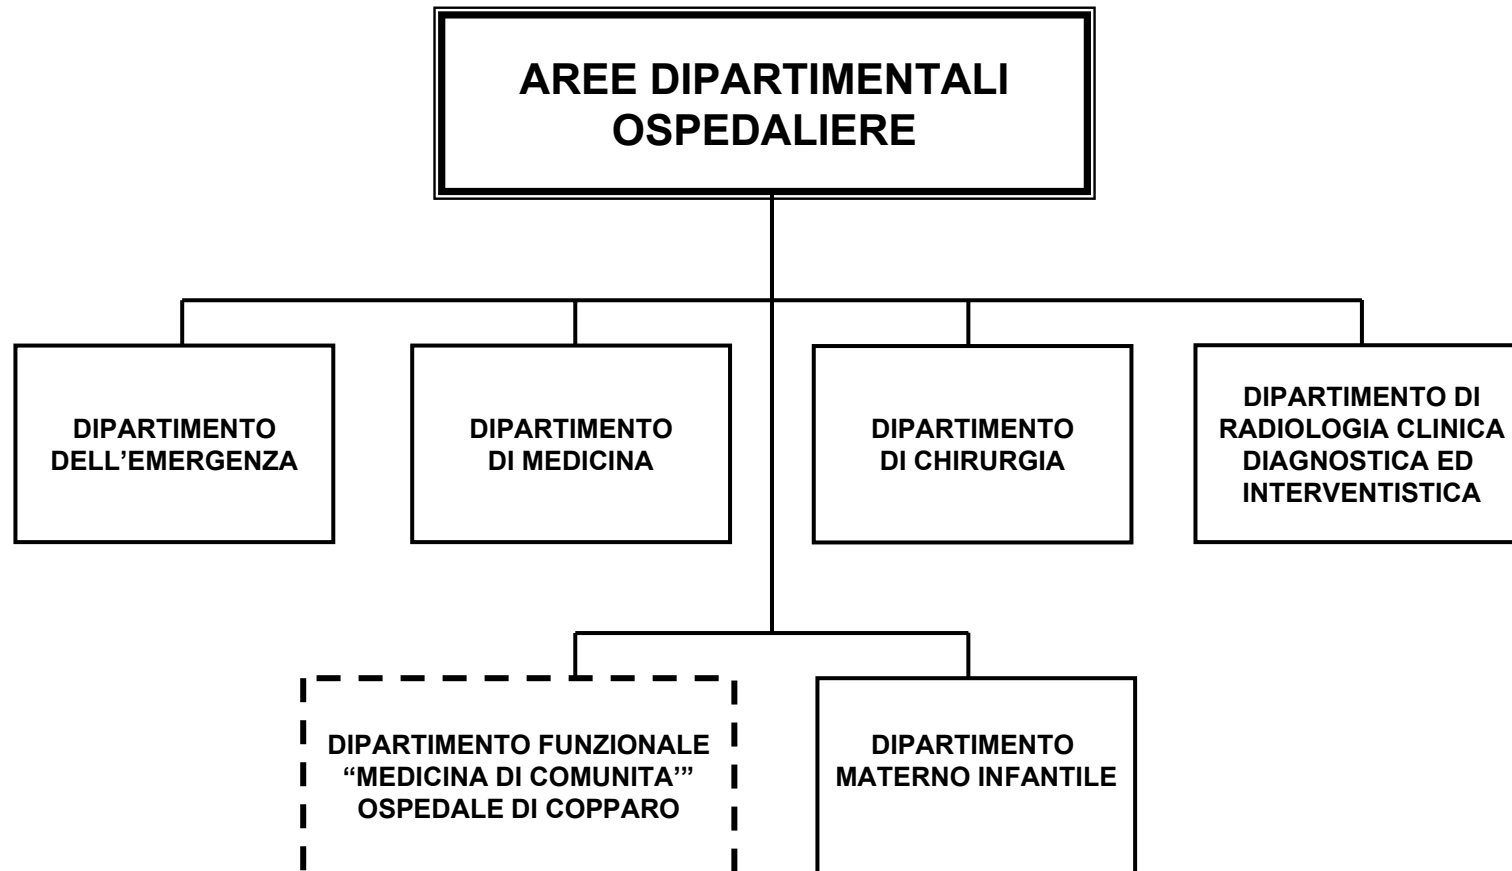 AREE DIPARTIMENTALI
OSPEDALIERE
DIPARTIMENTO
DELL’EMERGENZA
DIPARTIMENTO
DI MEDICINA
DIPARTIMENTO
DI CHIRURGIA
DIPARTIMENTO DI
RADIOLOGIA CLINICA
DIAGNOSTICA ED
INTERVENTISTICA
DIPARTIMENTO FUNZIONALE
“MEDICINA DI COMUNITA’”
OSPEDALE DI COPPARO
DIPARTIMENTO
MATERNO INFANTILE